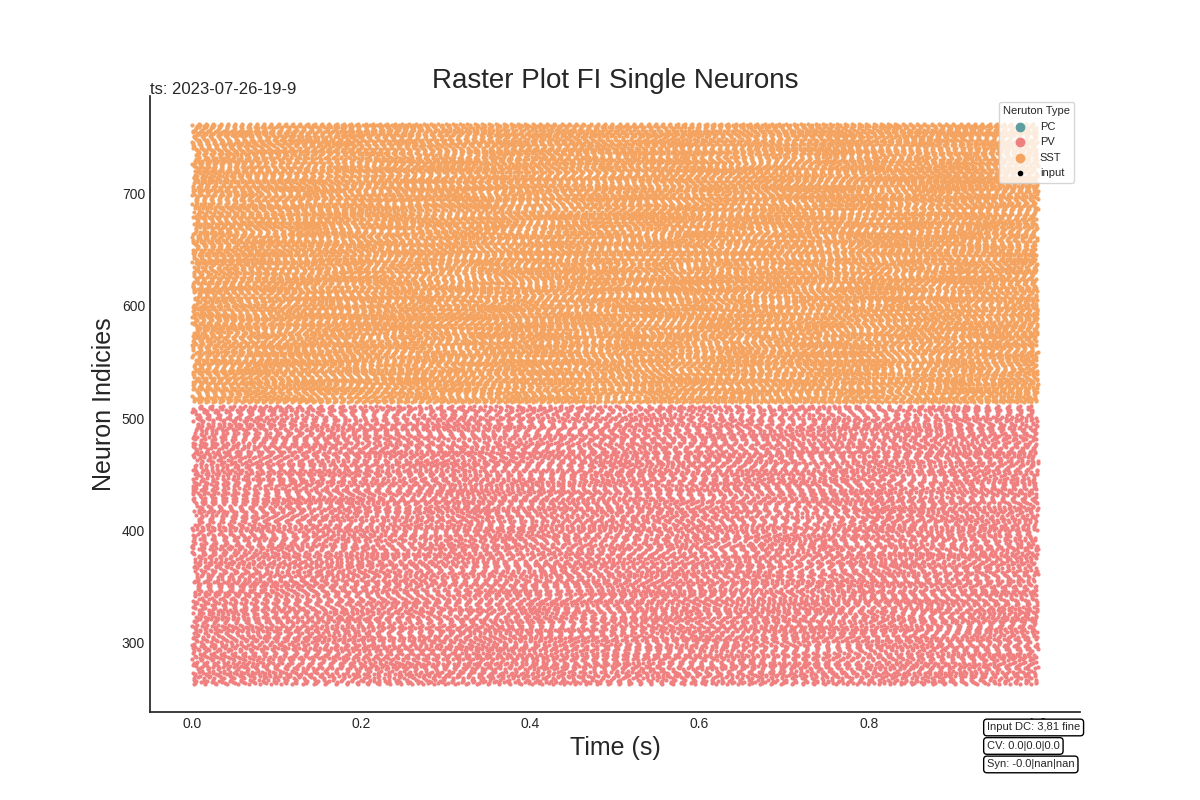 Raster Plot FI Single Neurons
ts: 2023-07-26-19-9
Neruton Type
PC
PV
SST
input
700
600
500
400
300
Neuron Indicies
0.0 0.2 0.4 0.6 0.8
Time (s)
Input DC: 3,81 fine
CV: 0.0|0.0|0.0
Syn: -0.0|nan|nan